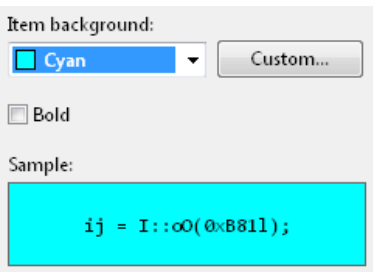 Item background:
Cyan
Custom...
Bold
Sample:
ij = I::oO(0xB81l);